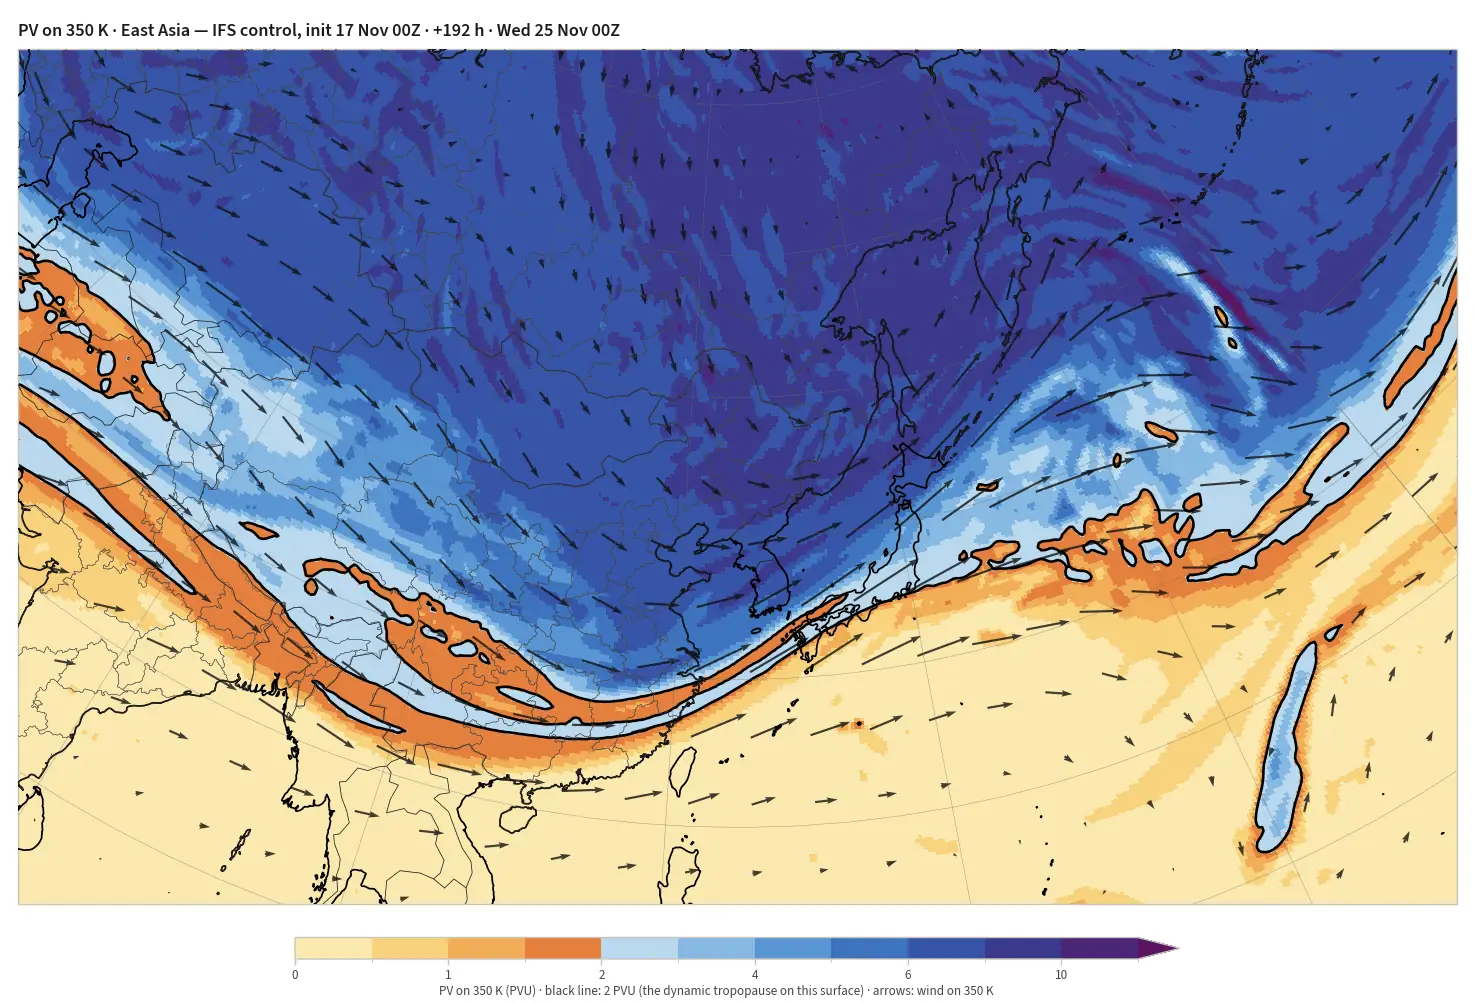 PV on 350 K · East Asia — IFS control, init 17 Nov 00Z · +192 h · Wed 25 Nov 00Z
0 1 2 4 6 10
PV on 350 K (PVU) · black line: 2 PVU (the dynamic tropopause on this surface) · arrows: wind on 350 K